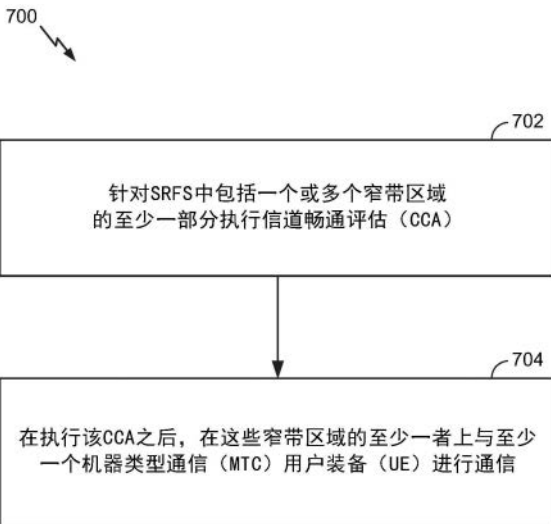 700
702
针对SRFS中包括一个或多个窄带区域
的至少一部分执行信道畅通评估（CCA）
704
在执行该CCA之后，在这些窄带区域的至少一者上与至少
一个机器类型通信（MTC）用户装备（UE）进行通信